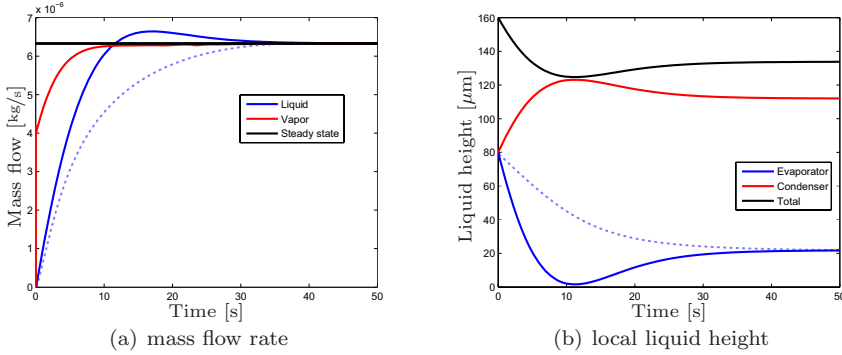 × 10⁻⁶
7
6
5
4
3
2
1
0
0 10 20 30 40 50
Mass flow [kg/s]
Time [s]
Liquid
Vapor
Steady state
(a) mass flow rate
160
140
120
100
80
60
40
20
0
0 10 20 30 40 50
Liquid height [μm]
Time [s]
Evaporator
Condenser
Total
(b) local liquid height